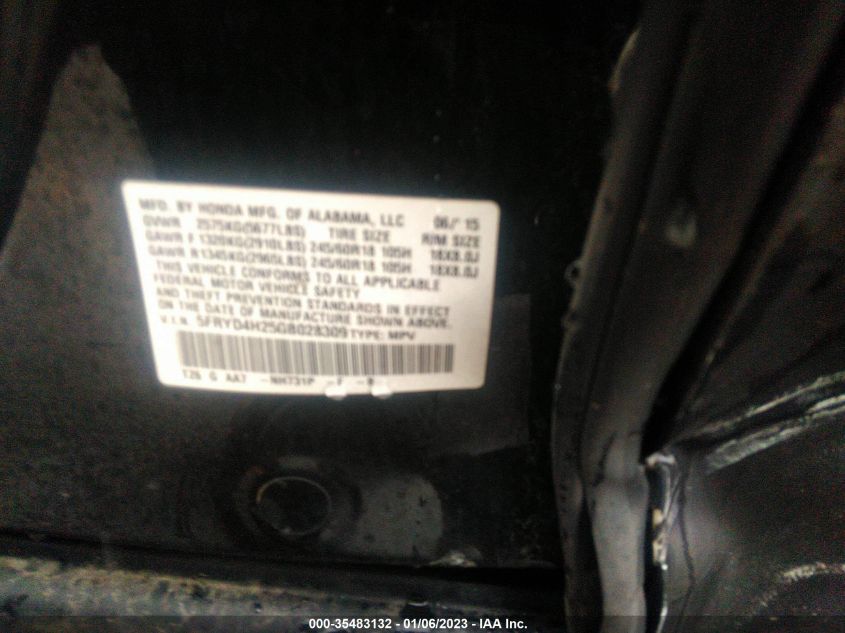 MFD. BY HONDA MFG. OF ALABAMA, LLC 06/15
GVWR 2575KG(5677LBS) TIRE SIZE RIM SIZE
GAWR F 1320KG(2910LBS) 245/60R18 105H 18X8.0J
GAWR R 1345KG(2965LBS) 245/60R18 105H 18X8.0J
THIS VEHICLE CONFORMS TO ALL APPLICABLE
FEDERAL MOTOR VEHICLE SAFETY
AND THEFT PREVENTION STANDARDS IN EFFECT
ON THE DATE OF MANUFACTURE SHOWN ABOVE.
V.I.N. 5FRYD4H25GB028309 TYPE: MPV
G AA7 -NH731P
000-35483132 - 01/06/2023 - IAA Inc.